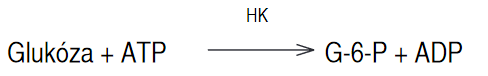 HK
Glukóza + ATP → G-6-P + ADP